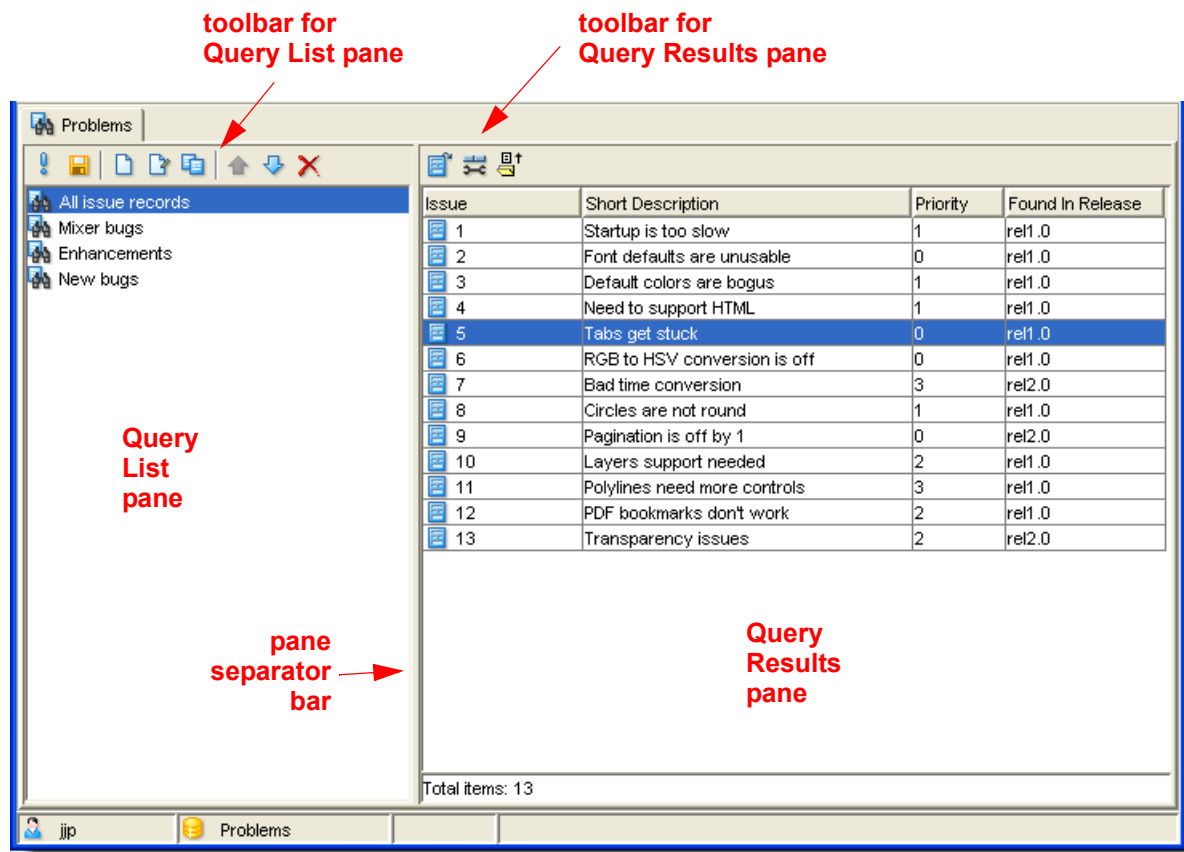 toolbar for
Query List pane
toolbar for
Query Results pane
Problems
All issue records
Mixer bugs
Enhancements
New bugs
Query
List
pane
pane
separator
bar
Issue Short Description Priority Found In Release
1 Startup is too slow 1 rel1.0
2 Font defaults are unusable 0 rel1.0
3 Default colors are bogus 1 rel1.0
4 Need to support HTML 1 rel1.0
5 Tabs get stuck 0 rel1.0
6 RGB to HSV conversion is off 0 rel1.0
7 Bad time conversion 3 rel2.0
8 Circles are not round 1 rel1.0
9 Pagination is off by 1 0 rel2.0
10 Layers support needed 2 rel1.0
11 Polylines need more controls 3 rel1.0
12 PDF bookmarks don't work 2 rel1.0
13 Transparency issues 2 rel2.0
Query
Results
pane
Total items: 13
jjp Problems